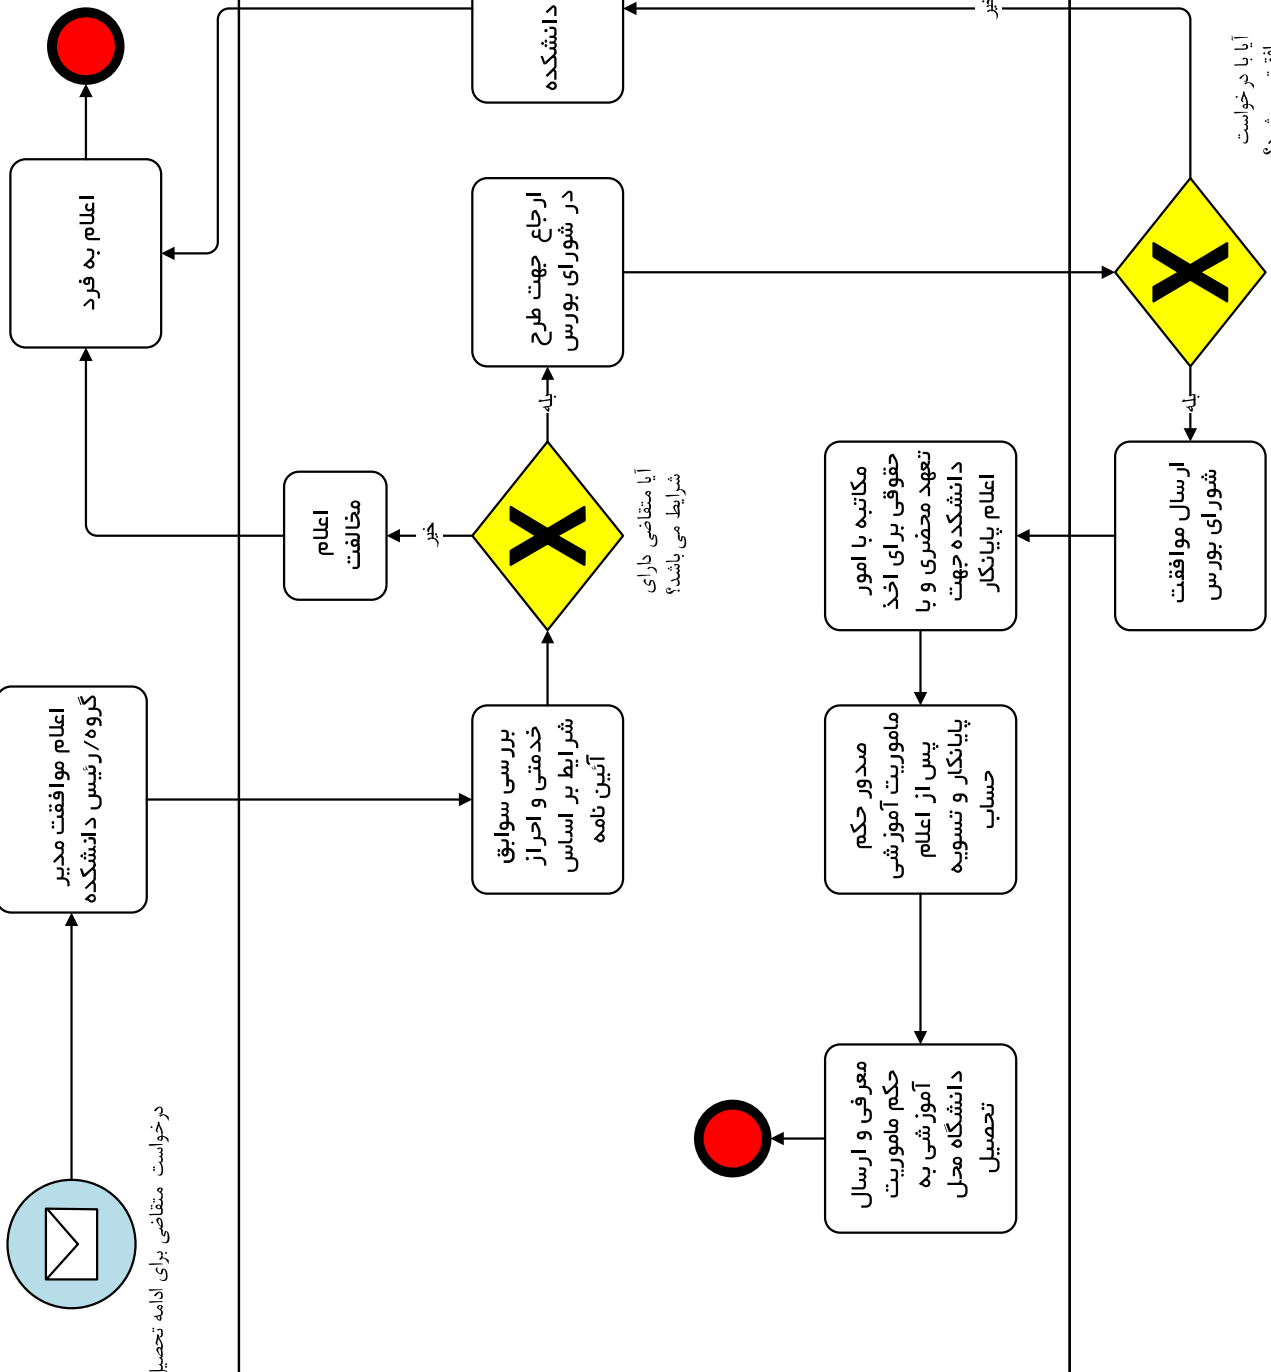 درخواست متقاضی برای ادامه
اعلام موافقت مدیر
گروه/رئیس دانشکده
بررسی سوابق
خدمتی و احراز
شرایط بر اساس
آئین نامه
آیا متقاضی دارای
شرایط می باشد؟
خیر
اعلام
مخالفت
اعلام به فرد
بله
ارجاع جهت طرح
در شورای بورس
آیا با درخواست
خیر
دانشکده
بله
ارسال موافقت
شورای بورس
مکاتبه با امور
حقوقی برای اخذ
تعهد محضری و با
دانشکده جهت
اعلام پایانکار
صدور حکم
ماموریت آموزشی
پس از اعلام
پایانکار و تسویه
حساب
معرفی و ارسال
حکم ماموریت
آموزشی به
دانشگاه محل
تحصیل